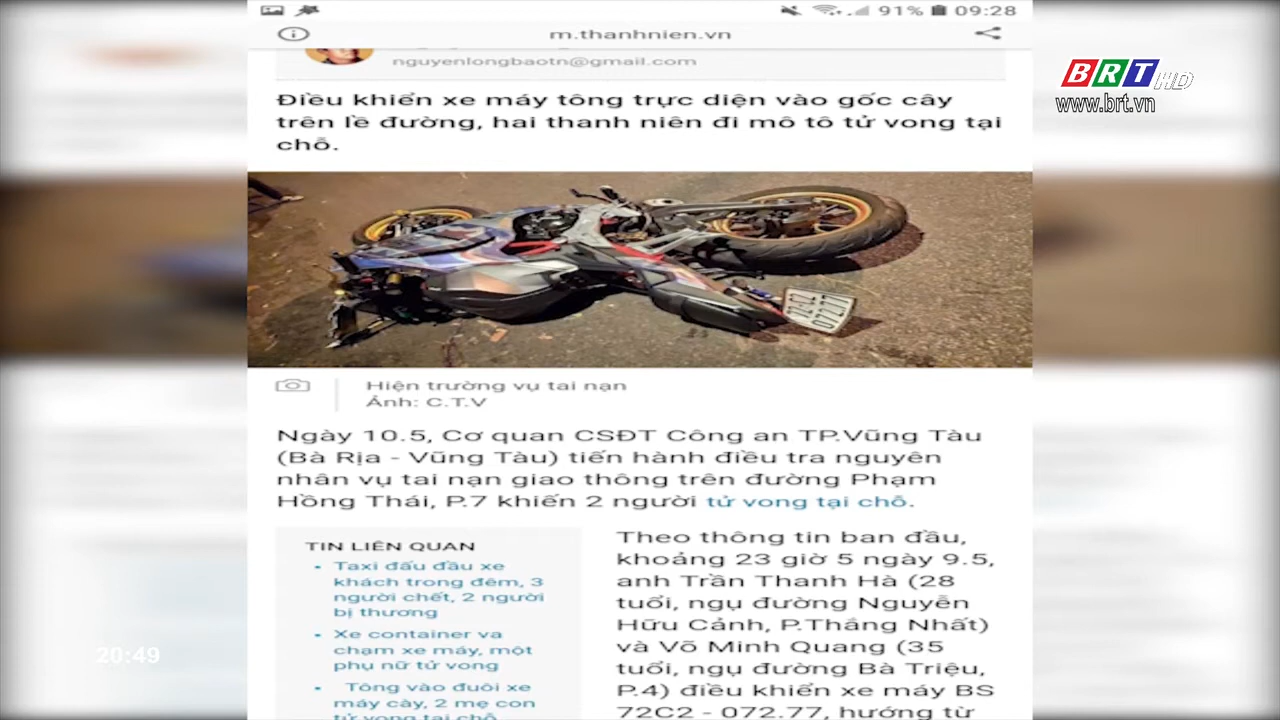 91% 09:28
m.thanhnien.vn
nguyenlongbaotn@gmail.com
BRT HD
www.brt.vn
Điều khiển xe máy tông trực diện vào gốc cây
trên lề đường, hai thanh niên đi mô tô tử vong tại
chỗ.
072.77
Hiện trường vụ tai nạn
Ảnh: C.T.V
Ngày 10.5, Cơ quan CSĐT Công an TP.Vũng Tàu
(Bà Rịa - Vũng Tàu) tiến hành điều tra nguyên
nhân vụ tai nạn giao thông trên đường Phạm
Hồng Thái, P.7 khiến 2 người tử vong tại chỗ.
TIN LIÊN QUAN
Taxi đấu đầu xe
khách trong đêm, 3
người chết, 2 người
bị thương
Xe container va
chạm xe máy, một
phụ nữ tử vong
Tông vào đuôi xe
máy cày, 2 mẹ con
tử vong tại chỗ
Theo thông tin ban đầu,
khoảng 23 giờ 5 ngày 9.5,
anh Trần Thanh Hà (28
tuổi, ngụ đường Nguyễn
Hữu Cảnh, P.Thắng Nhất)
và Võ Minh Quang (35
tuổi, ngụ đường Bà Triệu,
P.4) điều khiển xe máy BS
72C2 - 072.77, hướng từ
20:49